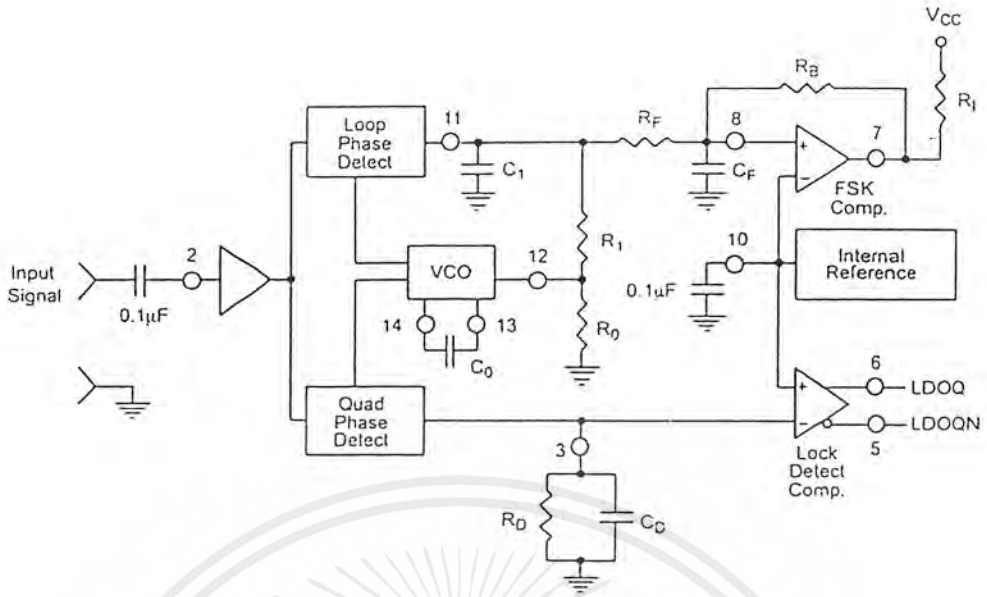 V_CC
R_B
R_l
11
8
7
Loop
Phase
Detect
R_F
C_1
C_F
+
−
FSK
Comp.
2
VCO
12
R_1
10
Internal
Reference
Input
Signal
0.1μF
0.1μF
14
13
C_0
R_0
6
LDOQ
Quad
Phase
Detect
+
−
LDOQN
5
3
Lock
Detect
Comp.
R_D
C_D